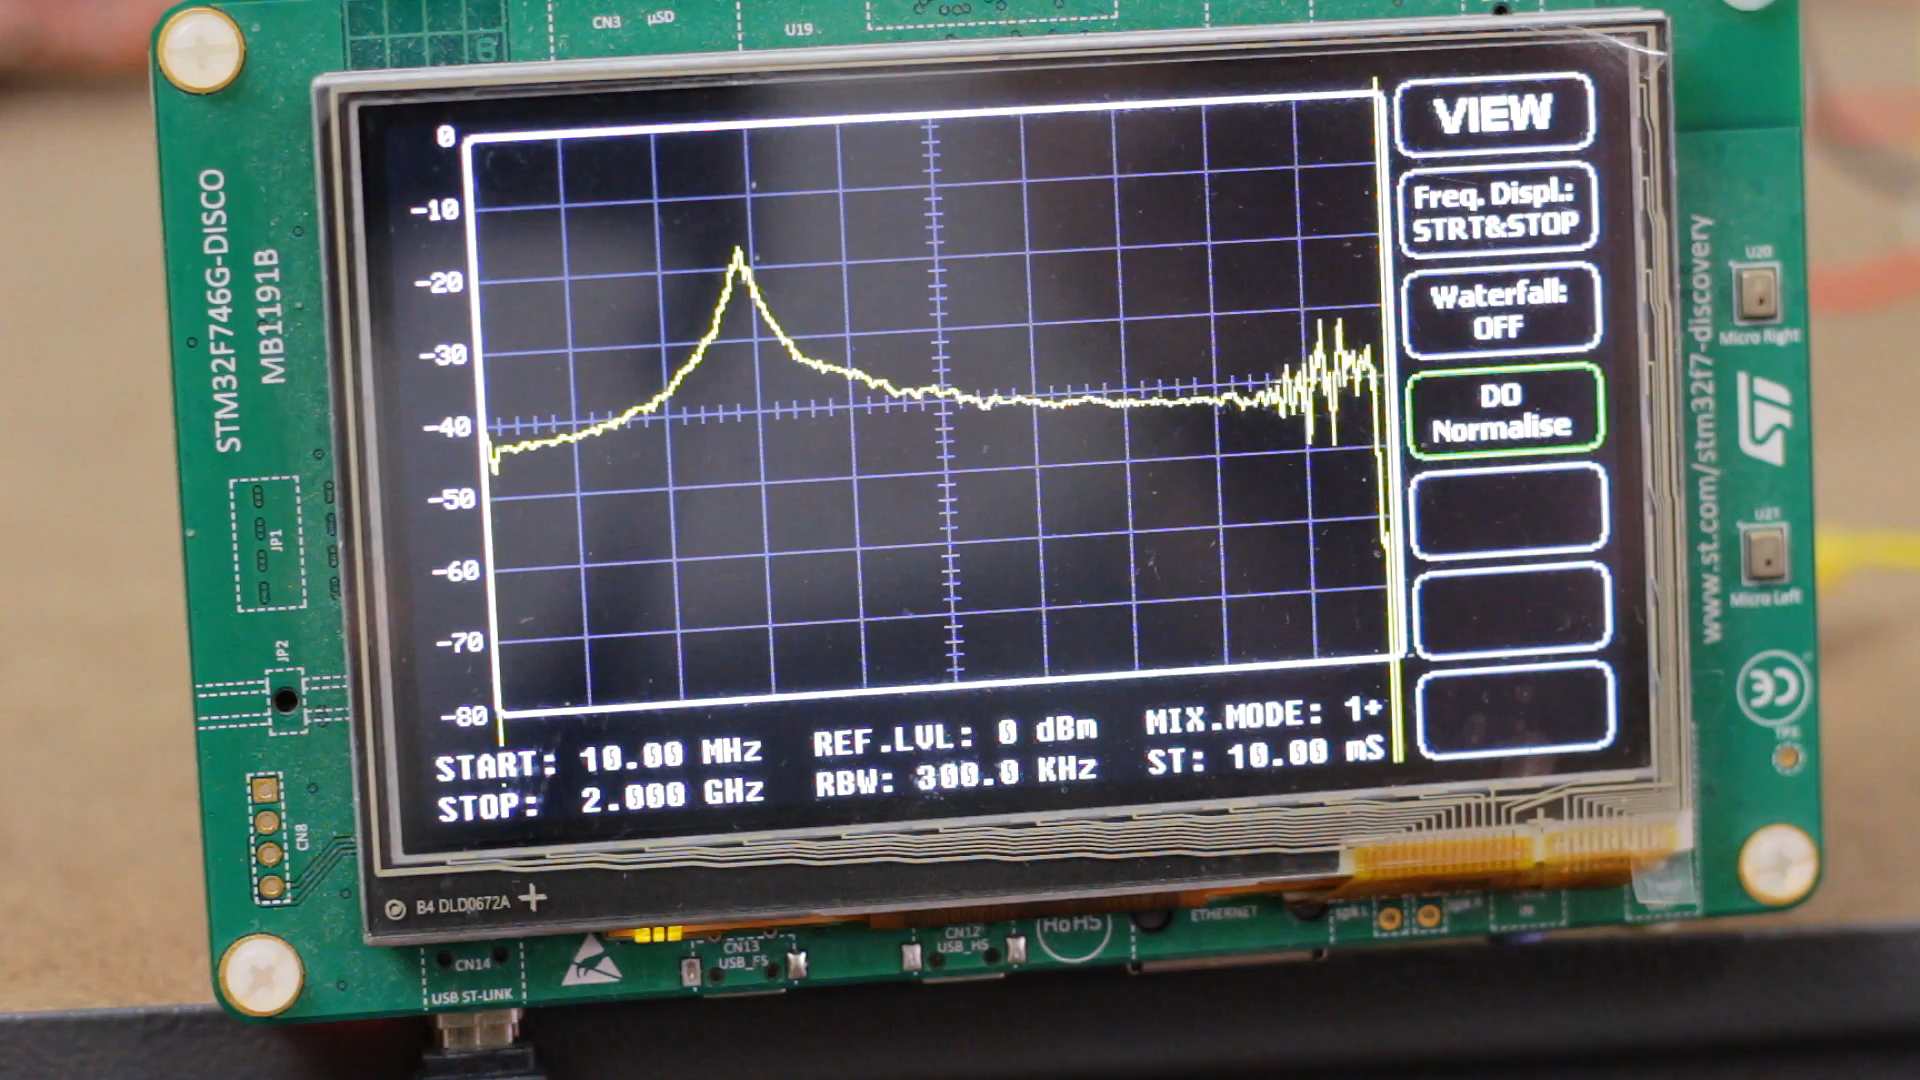 CN3 µSD
U19
STM32F746G-DISCO
MB1191B
JP1
JP2
CN8
0
-10
-20
-30
-40
-50
-60
-70
-80
VIEW
Freq. Displ.:
STRT&STOP
Waterfall:
OFF
DO
Normalise
START: 10.00 MHz
STOP: 2.000 GHz
REF.LVL: 0 dBm
RBW: 300.0 KHz
MIX.MODE: 1+
ST: 10.00 mS
www.st.com/stm32f7-discovery
U20
Micro Right
ST
U21
Micro Left
CE
B4 DLD0672A
CN14
USB ST-LINK
CN13
USB_FS
CN12
USB_HS
RoHS
ETHERNET